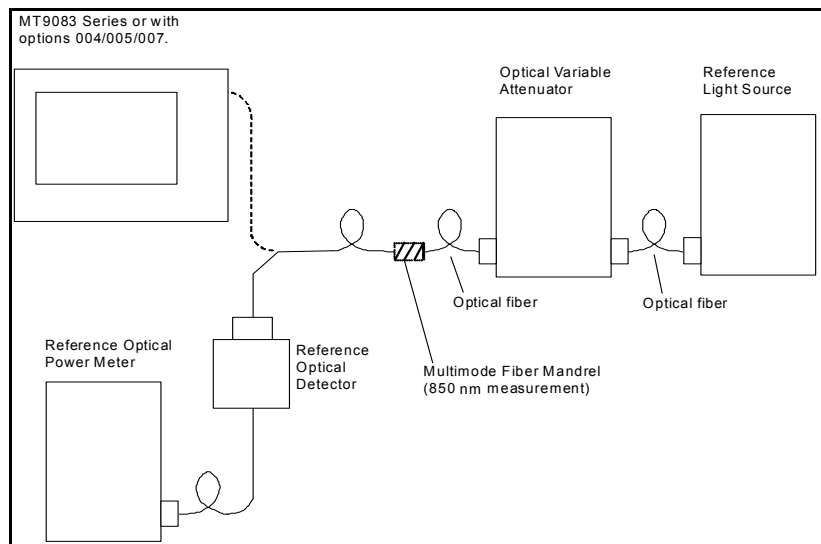 MT9083 Series or with
options 004/005/007.
Optical Variable
Attenuator
Reference
Light Source
Optical fiber
Optical fiber
Reference Optical
Power Meter
Reference
Optical
Detector
Multimode Fiber Mandrel
(850 nm measurement)